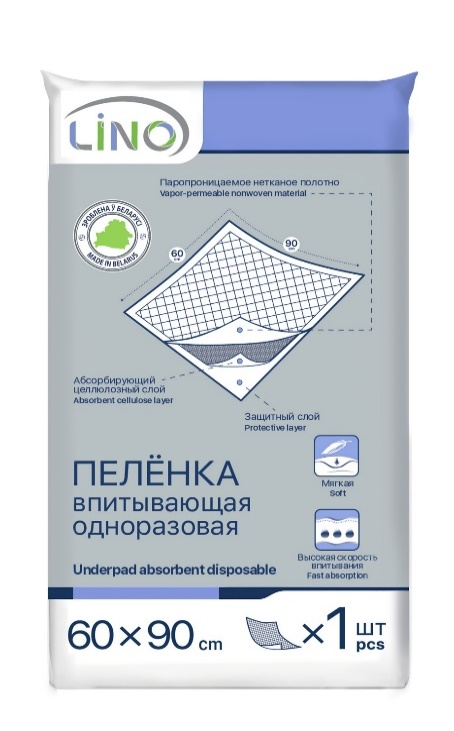 LiNO
Паропроницаемое нетканое полотно
Vapor-permeable nonwoven material
ЗРОБЛЕНА Ў БЕЛАРУСІ
MADE IN BELARUS
60
cm
90
cm
Абсорбирующий
целлюлозный слой
Absorbent cellulose layer
Защитный слой
Protective layer
ПЕЛЁНКА
впитывающая
одноразовая
Underpad absorbent disposable
Мягкая
Soft
Высокая скорость
впитывания
Fast absorption
60×90 cm
×1 шт
pcs